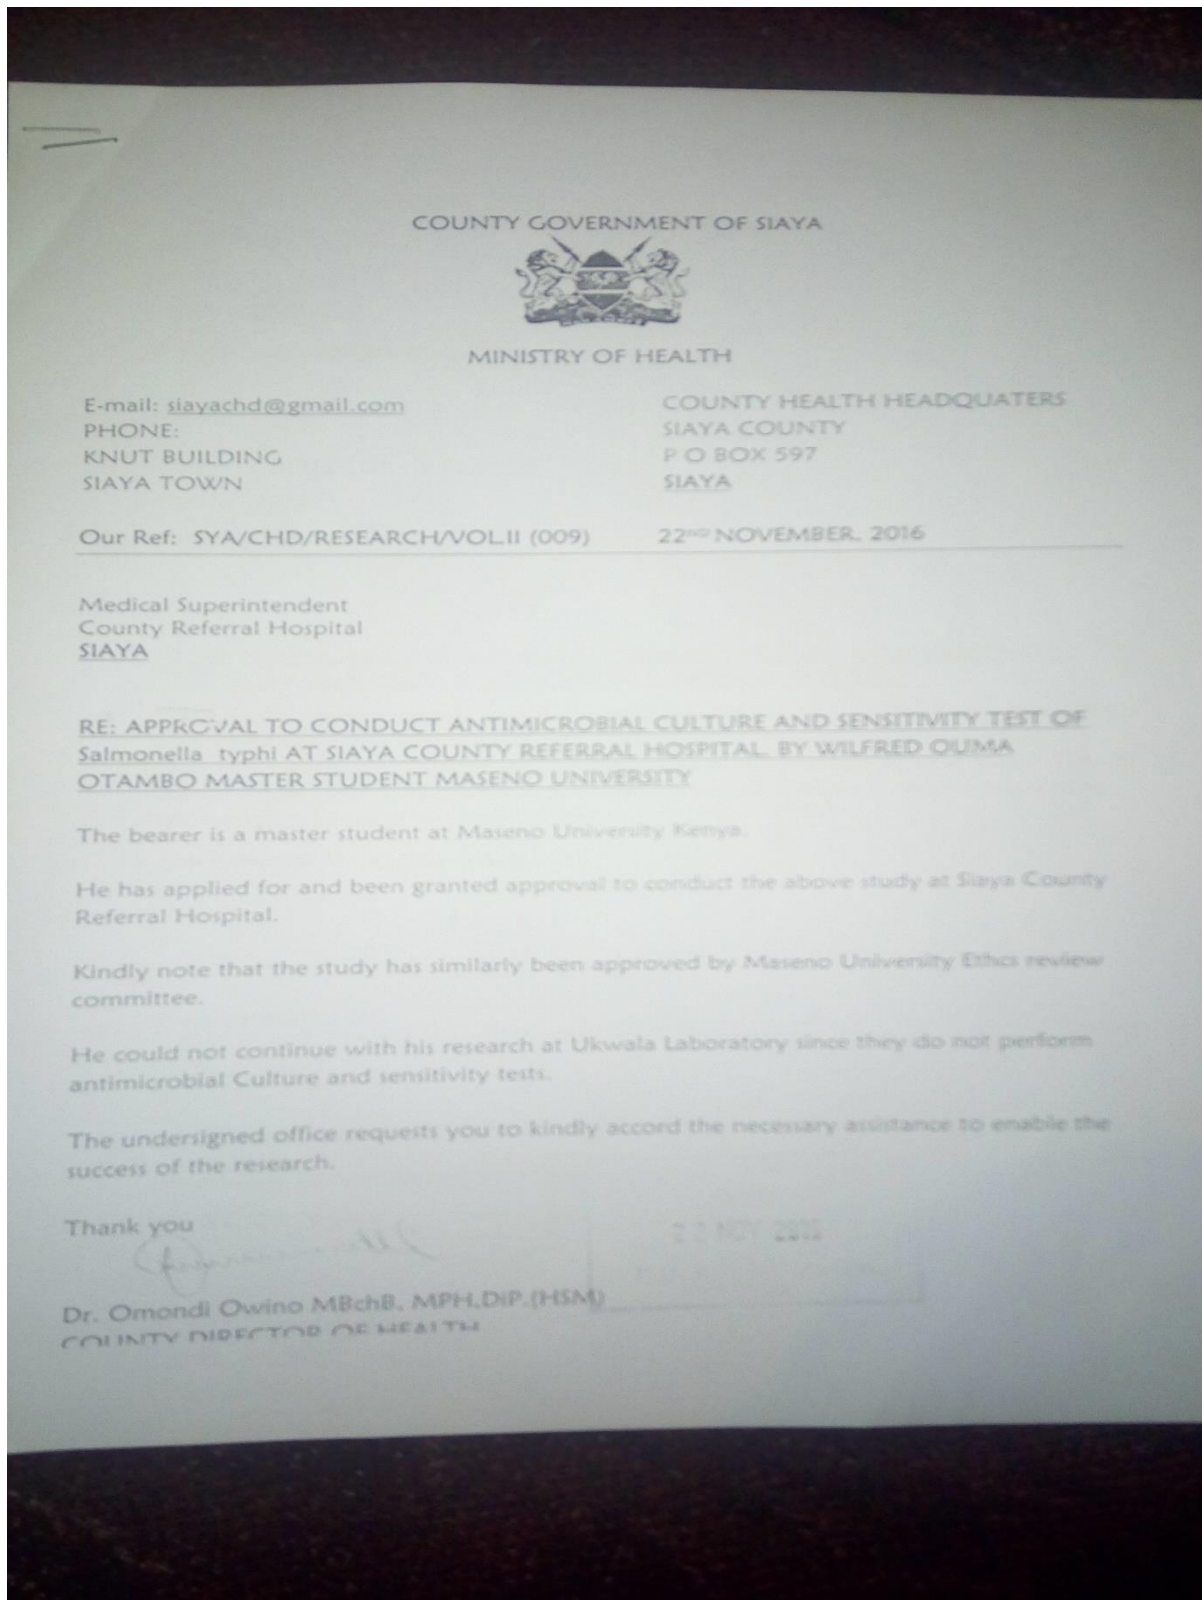 COUNTY GOVERNMENT OF SIAYA
MINISTRY OF HEALTH
E-mail: siayachd@gmail.com
PHONE:
KNUT BUILDING
SIAYA TOWN
COUNTY HEALTH HEADQUATERS
SIAYA COUNTY
P O BOX 597
SIAYA
Our Ref: SYA/CHD/RESEARCH/VOL.II (009) 22ND NOVEMBER, 2016
Medical Superintendent
County Referral Hospital
SIAYA
RE: APPROVAL TO CONDUCT ANTIMICROBIAL CULTURE AND SENSITIVITY TEST OF
Salmonella typhi AT SIAYA COUNTY REFERRAL HOSPITAL. BY WILFRED OUMA
OTAMBO MASTER STUDENT MASENO UNIVERSITY
The bearer is a master student at Maseno University Kenya.
He has applied for and been granted approval to conduct the above study at Siaya County
Referral Hospital.
Kindly note that the study has similarly been approved by Maseno University Ethics review
committee.
He could not continue with his research at Ukwala Laboratory since they do not perform
antimicrobial Culture and sensitivity tests.
The undersigned office requests you to kindly accord the necessary assistance to enable the
success of the research.
Thank you
22 NOV
Dr. Omondi Owino MBchB, MPH,DIP.(HSM)
COUNTY DIRECTOR OF HEALTH